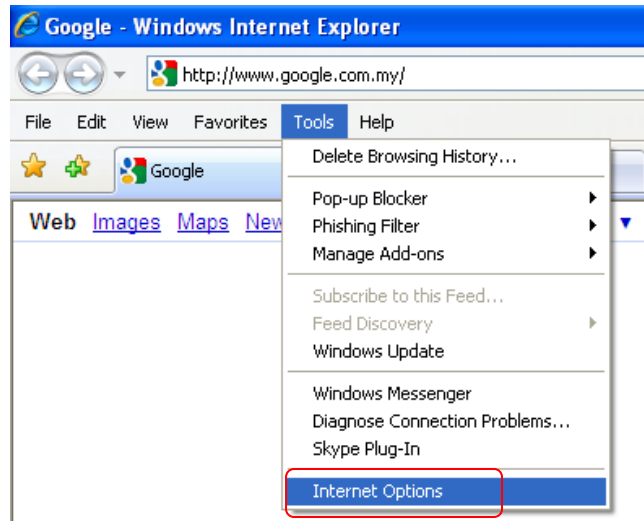 Google - Windows Internet Explorer
http://www.google.com.my/
File Edit View Favorites Tools Help
Delete Browsing History...
Google
Pop-up Blocker
Web Images Maps New
Phishing Filter
Manage Add-ons
Subscribe to this Feed...
Feed Discovery
Windows Update
Windows Messenger
Diagnose Connection Problems...
Skype Plug-In
Internet Options